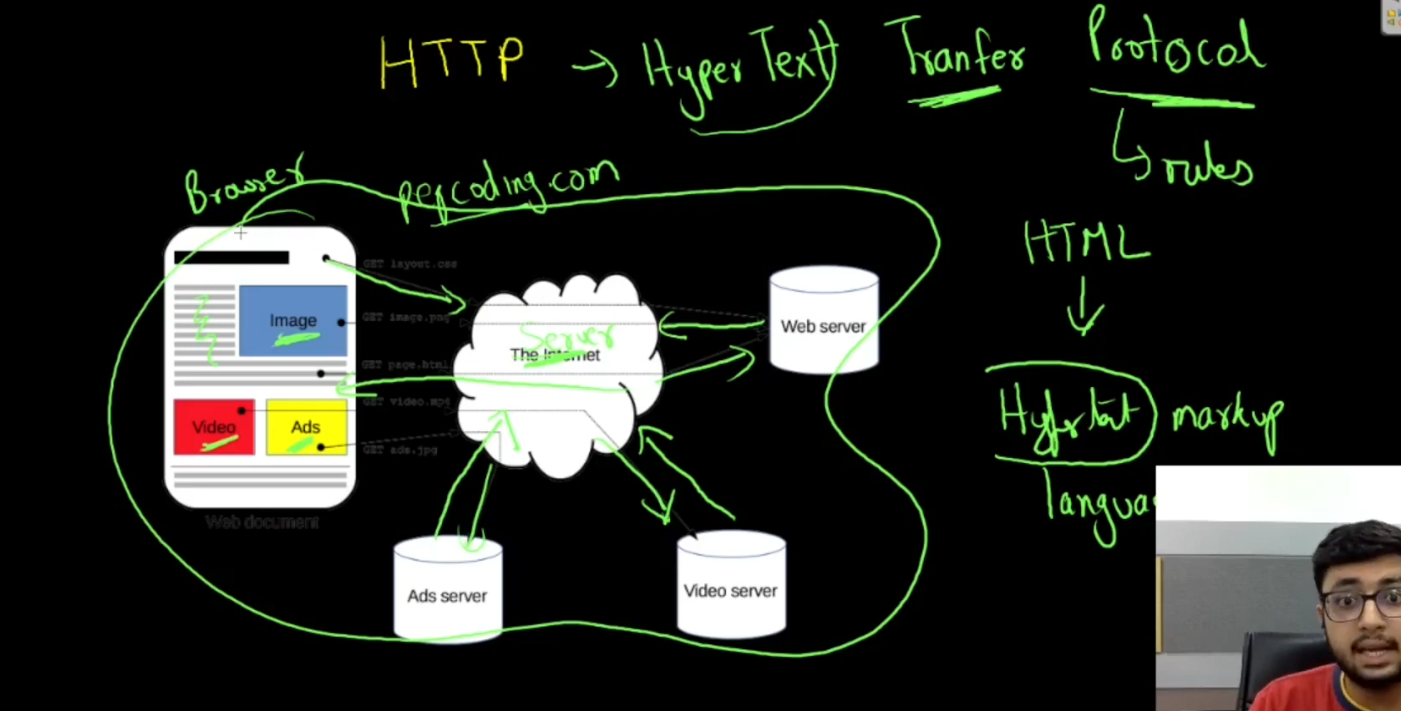 HTTP → HyperText Tranfer Protocol
↳ rules
Browser
pepcoding.com
HTML
GET layout.css
GET image.png
GET page.html
GET video.mp4
GET ads.jpg
Image
Video
Ads
Web document
Server
The Internet
Web server
Ads server
Video server
Hypertext markup
langua